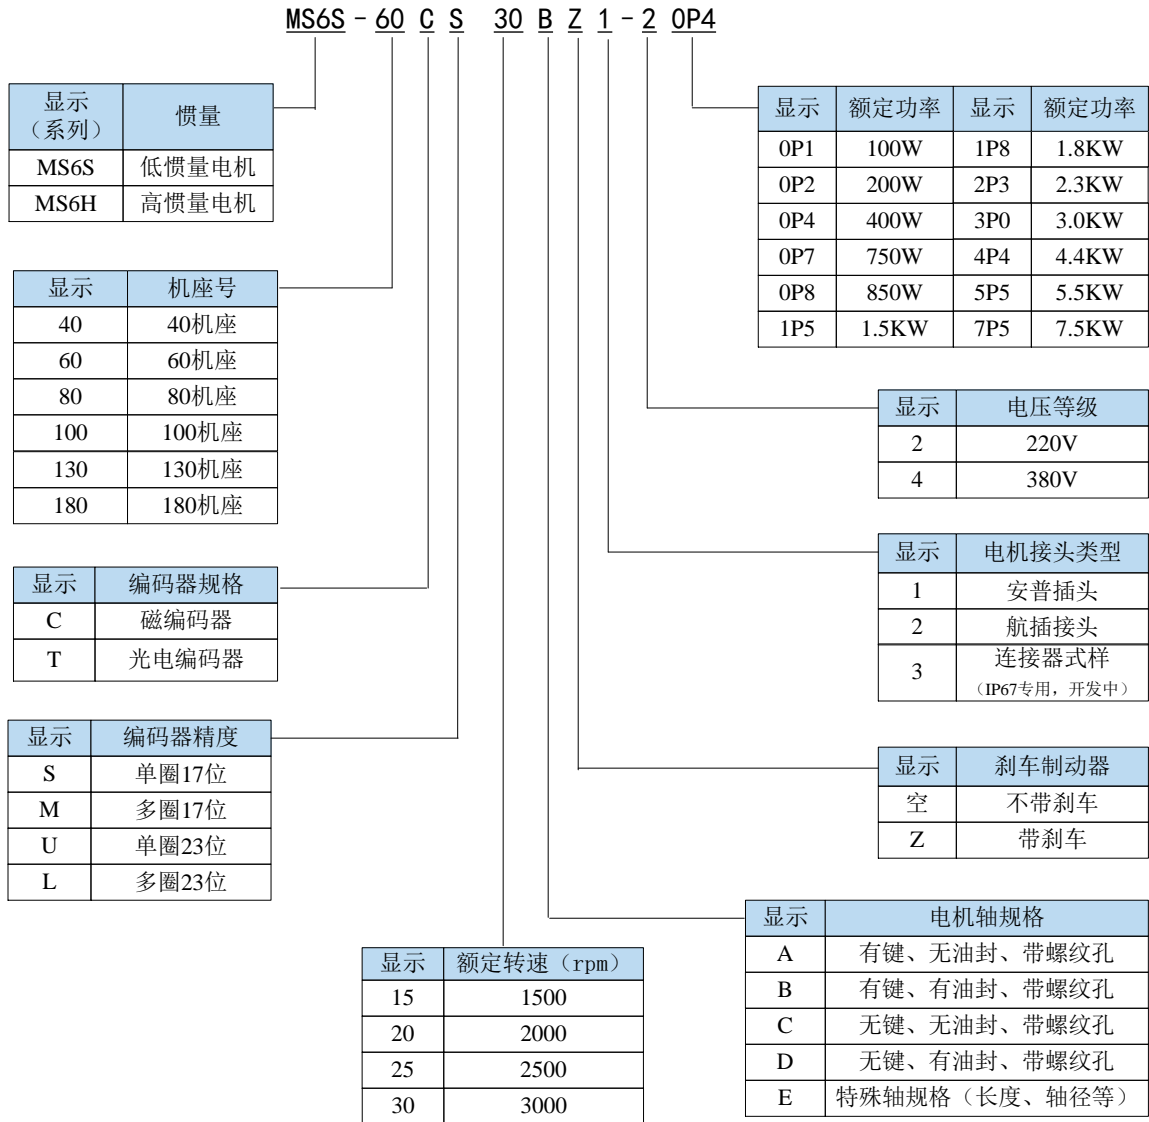 MS6S - 60 C S 30 B Z 1 - 2 0P4
显示（系列） 惯量
MS6S 低惯量电机
MS6H 高惯量电机
显示 机座号
40 40机座
60 60机座
80 80机座
100 100机座
130 130机座
180 180机座
显示 编码器规格
C 磁编码器
T 光电编码器
显示 编码器精度
S 单圈17位
M 多圈17位
U 单圈23位
L 多圈23位
显示 额定转速（rpm）
15 1500
20 2000
25 2500
30 3000
显示 额定功率 显示 额定功率
0P1 100W 1P8 1.8KW
0P2 200W 2P3 2.3KW
0P4 400W 3P0 3.0KW
0P7 750W 4P4 4.4KW
0P8 850W 5P5 5.5KW
1P5 1.5KW 7P5 7.5KW
显示 电压等级
2 220V
4 380V
显示 电机接头类型
1 安普插头
2 航插接头
3 连接器式样
（IP67专用，开发中）
显示 刹车制动器
空 不带刹车
Z 带刹车
显示 电机轴规格
A 有键、无油封、带螺纹孔
B 有键、有油封、带螺纹孔
C 无键、无油封、带螺纹孔
D 无键、有油封、带螺纹孔
E 特殊轴规格（长度、轴径等）